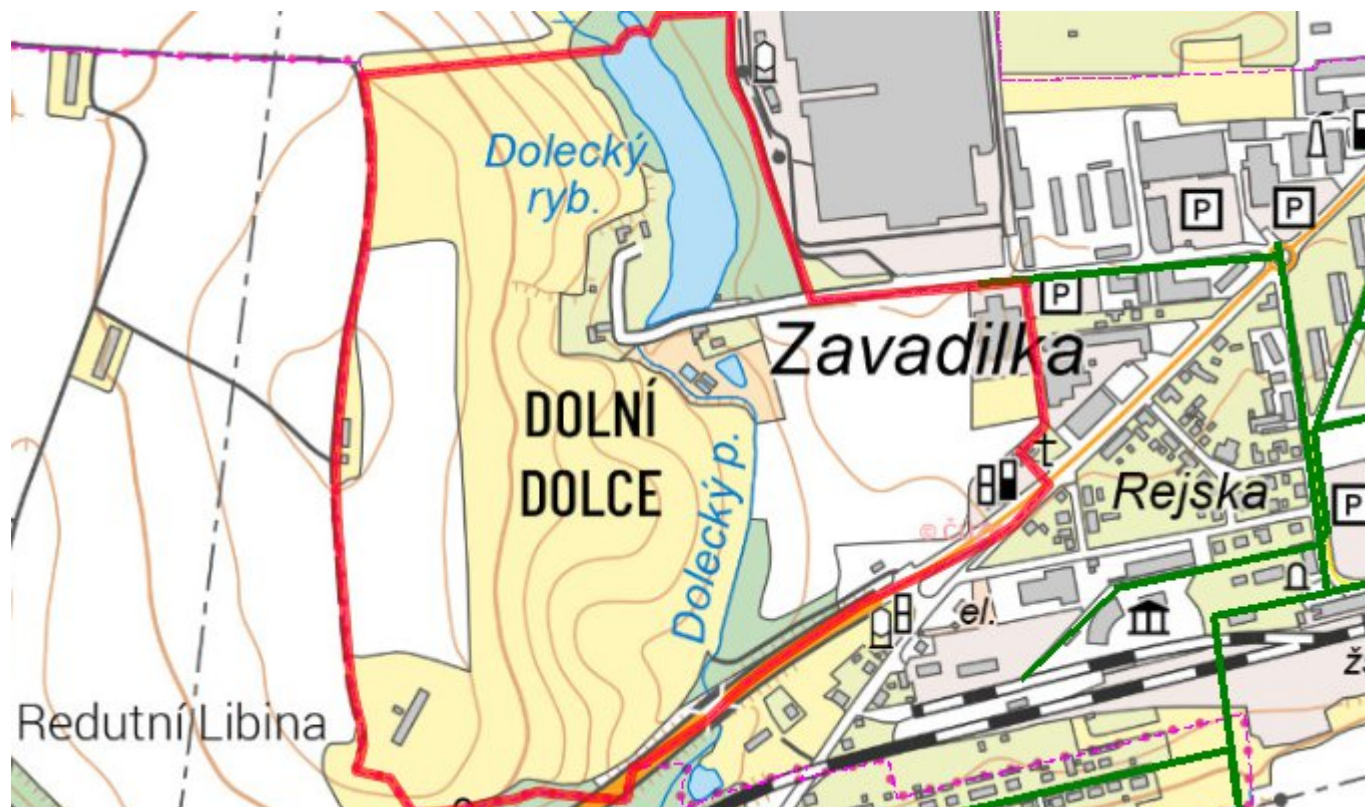 Dolecký
ryb.
P
P
P
Zavadilka
DOLNÍ
DOLCE
Rejska
P
Dolecký p.
© Č
el.
ž
Redutní Libina